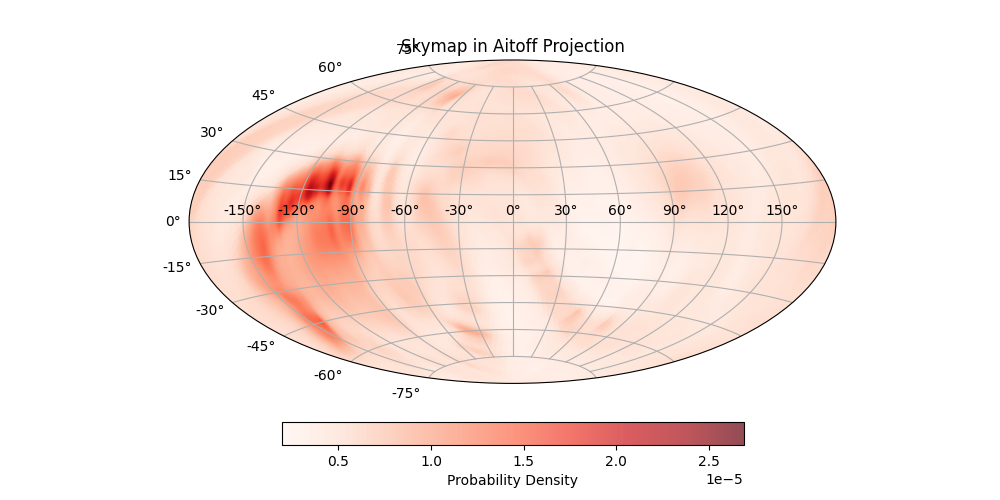 Skymap in Aitoff Projection
75°
60°
45°
30°
15°
0°
-15°
-30°
-45°
-60°
-75°
-150° -120° -90° -60° -30° 0° 30° 60° 90° 120° 150°
0.5 1.0 1.5 2.0 2.5
1e−5
Probability Density